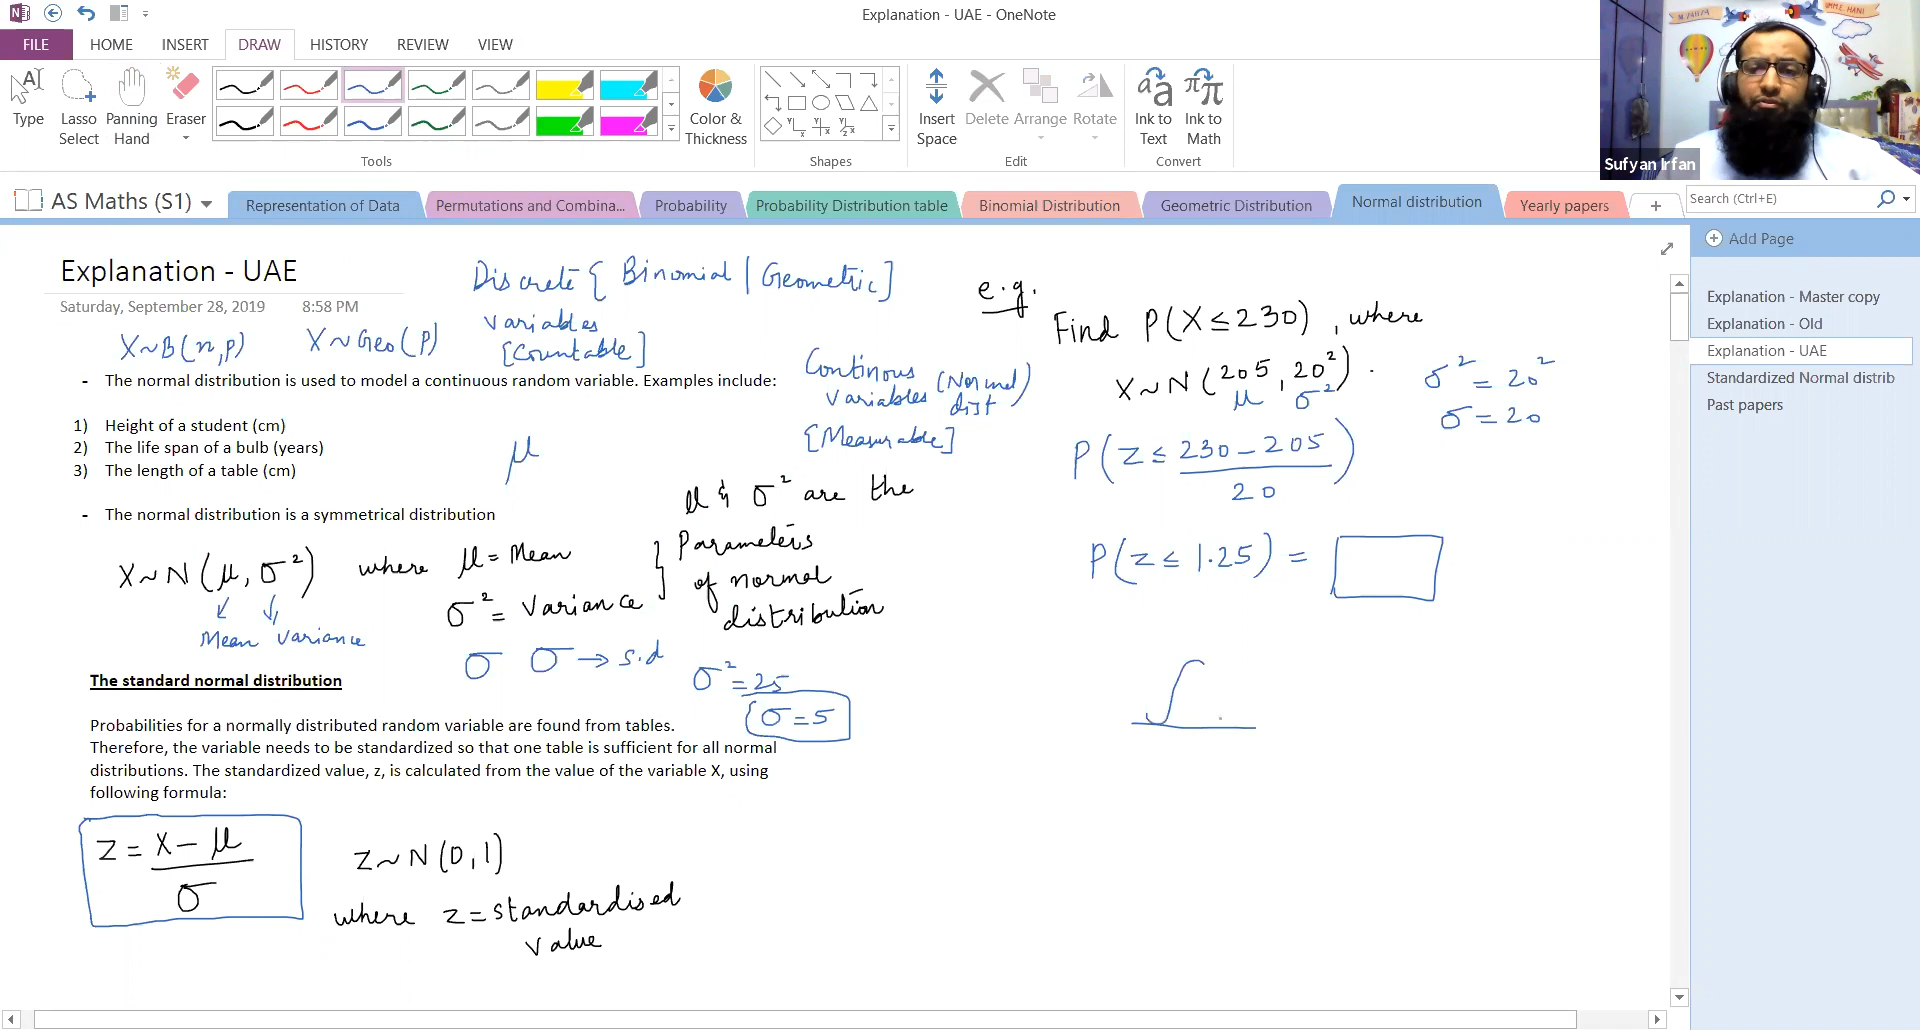 Explanation - UAE - OneNote
FILE HOME INSERT DRAW HISTORY REVIEW VIEW
Type
Lasso Select
Panning Hand
Eraser
Color & Thickness
Insert Space
Delete
Arrange
Rotate
Ink to Text
Ink to Math
Tools
Shapes
Edit
Convert
Sufyan Irfan
AS Maths (S1)
Representation of Data
Permutations and Combina...
Probability
Probability Distribution table
Binomial Distribution
Geometric Distribution
Normal distribution
Yearly papers
Search (Ctrl+E)
Add Page
Explanation - Master copy
Explanation - Old
Explanation - UAE
Standardized Normal distrib
Past papers
Explanation - UAE
Saturday, September 28, 2019 8:58 PM
Discrete { Binomial | Geometric ]
Variables
[Countable]
X~B(n,p) X~Geo(p)
- The normal distribution is used to model a continuous random variable. Examples include:
Continous
Variables (Normal dist)
[Measurable]
1) Height of a student (cm)
2) The life span of a bulb (years)
3) The length of a table (cm)
μ
- The normal distribution is a symmetrical distribution
X~N(μ, σ²) where μ = Mean
σ² = Variance
Mean Variance
μ & σ² are the
Parameters
of normal
distribution
σ σ → s.d
σ² = 25
σ = 5
The standard normal distribution
Probabilities for a normally distributed random variable are found from tables.
Therefore, the variable needs to be standardized so that one table is sufficient for all normal
distributions. The standardized value, z, is calculated from the value of the variable X, using
following formula:
z = x - μ / σ
Z~N(0,1)
where z = standardised
value
e.g.
Find P(X ≤ 230), where
X~N(205, 20²).
μ σ²
σ² = 20²
σ = 20
P(z ≤ 230 - 205 / 20)
P(z ≤ 1.25) =